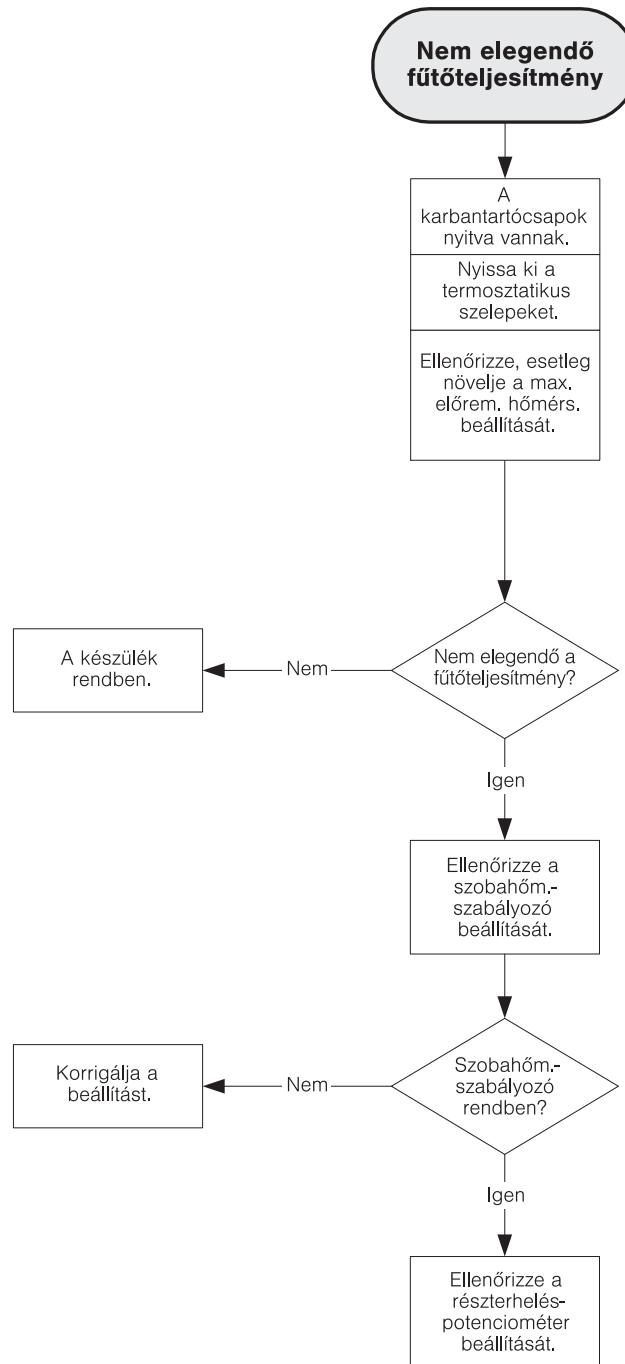 Nem elegendő
fűtőteljesítmény
A
karbantartócsapok
nyitva vannak.
Nyissa ki a
termosztatikus
szelepeket.
Ellenőrizze, esetleg
növelje a max.
előrem. hőmérs.
beállítását.
Nem elegendő a
fűtőteljesítmény?
Nem
A készülék
rendben.
Igen
Ellenőrizze a
szobahőm.-
szabályozó
beállítását.
Szobahőm.-
szabályozó
rendben?
Nem
Korrigálja a
beállítást.
Igen
Ellenőrizze a
részterhelés-
potenciométer
beállítását.